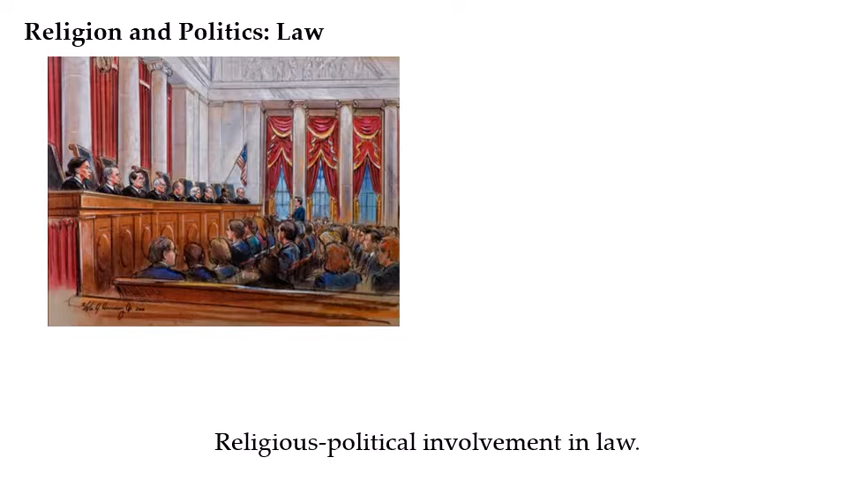 Religion and Politics: Law
Religious-political involvement in law.